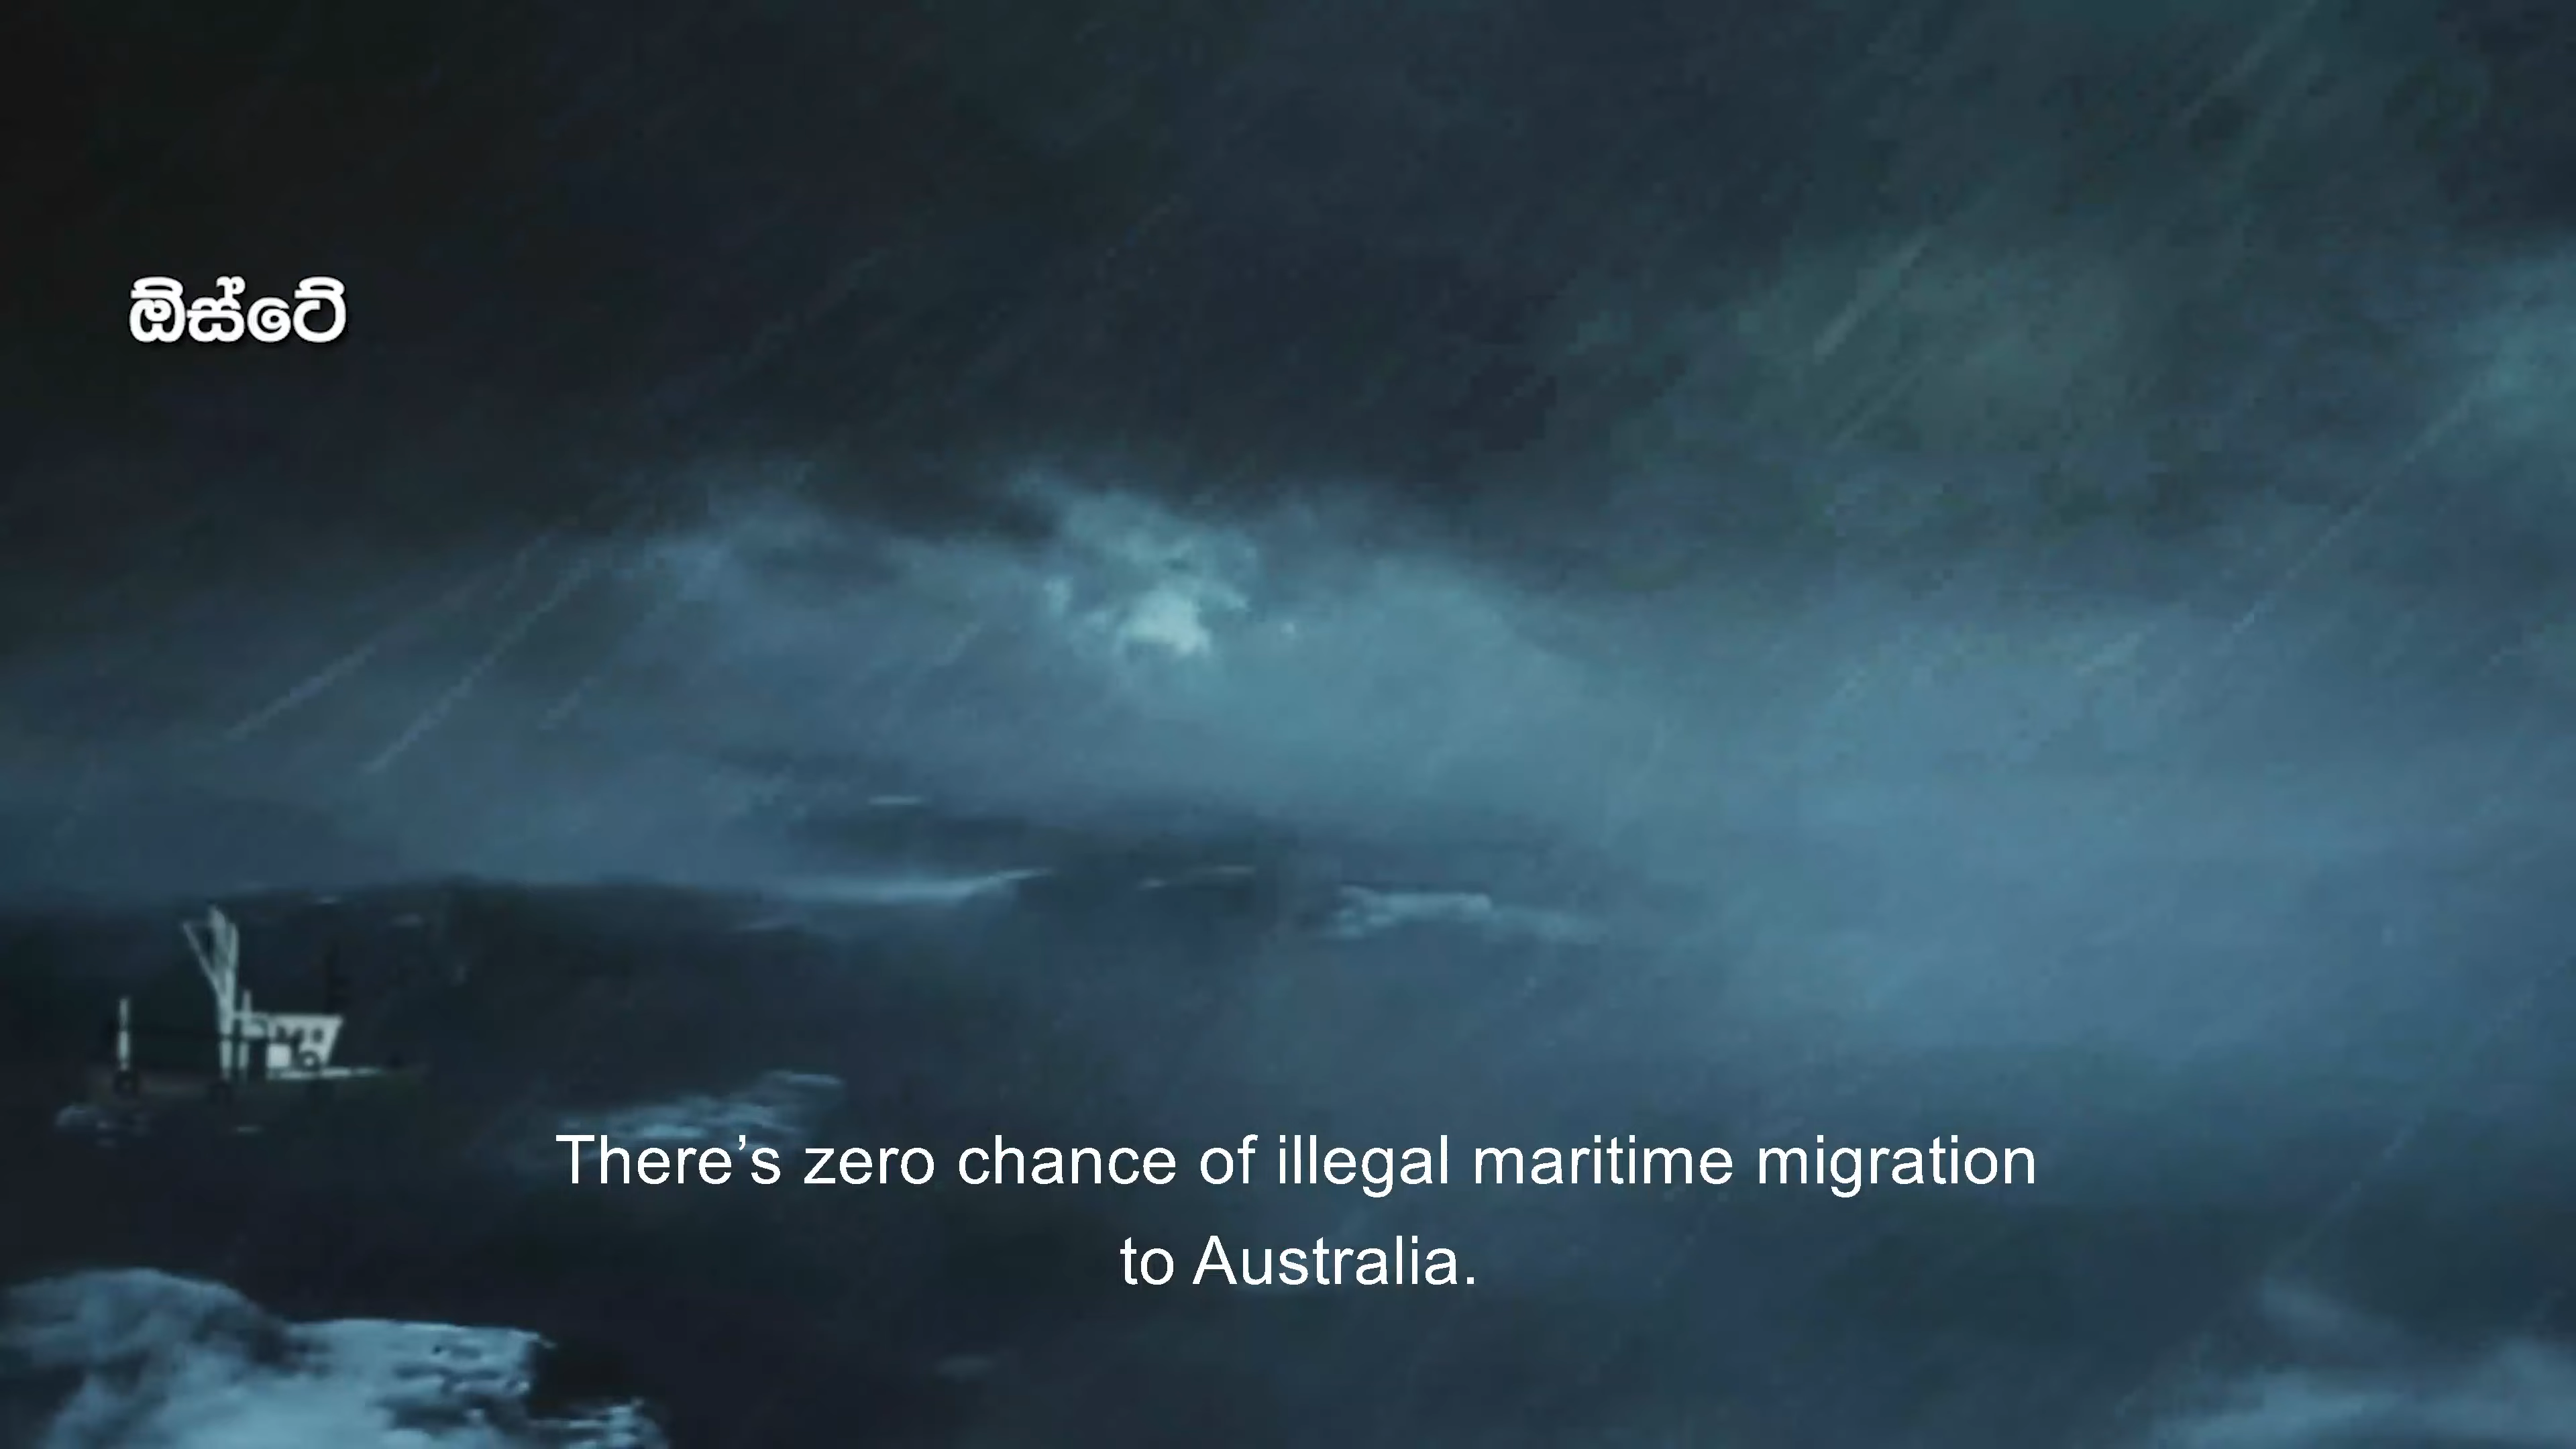 ඕස්ටේ
There’s zero chance of illegal maritime migration
to Australia.